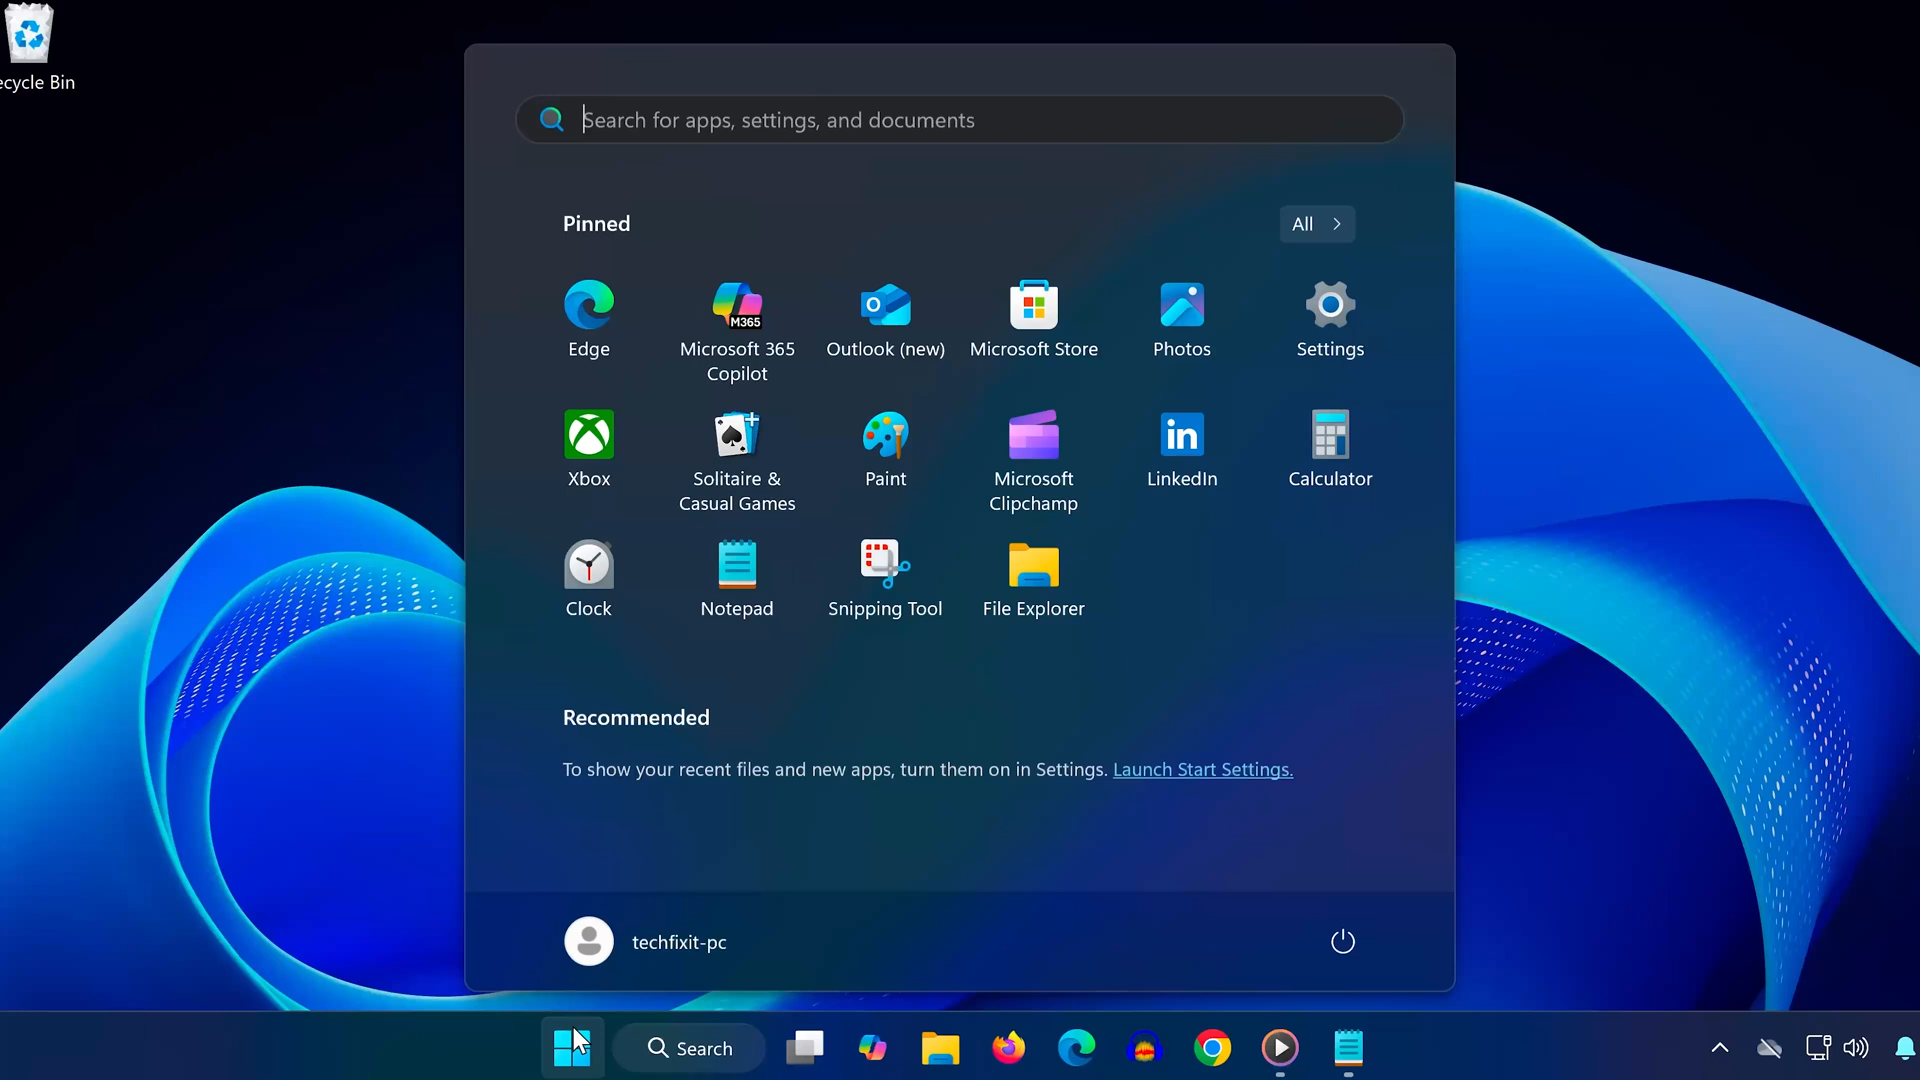 ecycle Bin
Search for apps, settings, and documents
Pinned
All
Edge
M365
Microsoft 365
Copilot
Outlook (new)
Microsoft Store
Photos
Settings
Xbox
Solitaire &
Casual Games
Paint
Microsoft
Clipchamp
in
LinkedIn
Calculator
Clock
Notepad
Snipping Tool
File Explorer
Recommended
To show your recent files and new apps, turn them on in Settings. Launch Start Settings.
techfixit-pc
Search